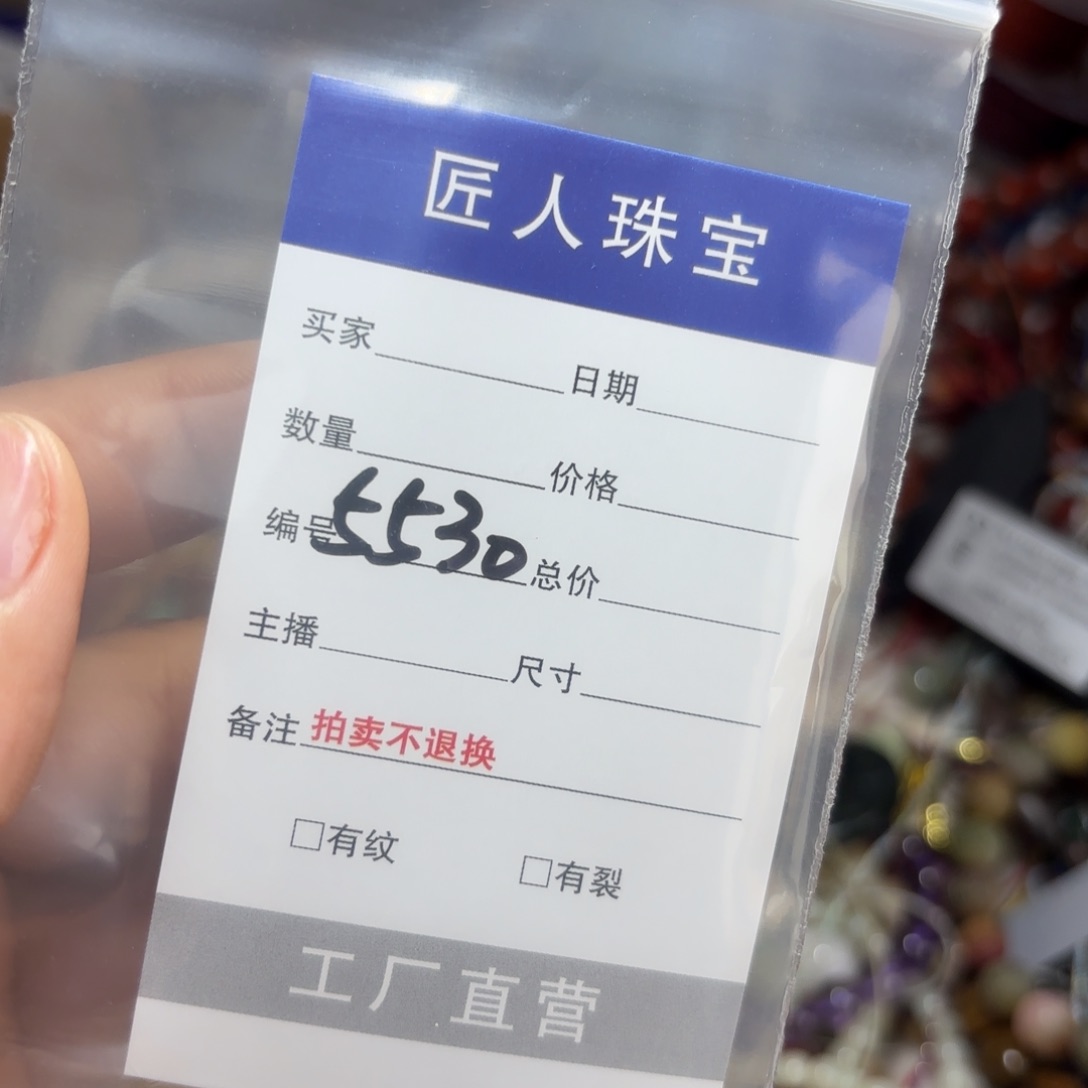 匠人珠宝
买家 日期
数量 价格
编号5530 总价
主播 尺寸
备注 拍卖不退换
□有纹 □有裂
工厂直营